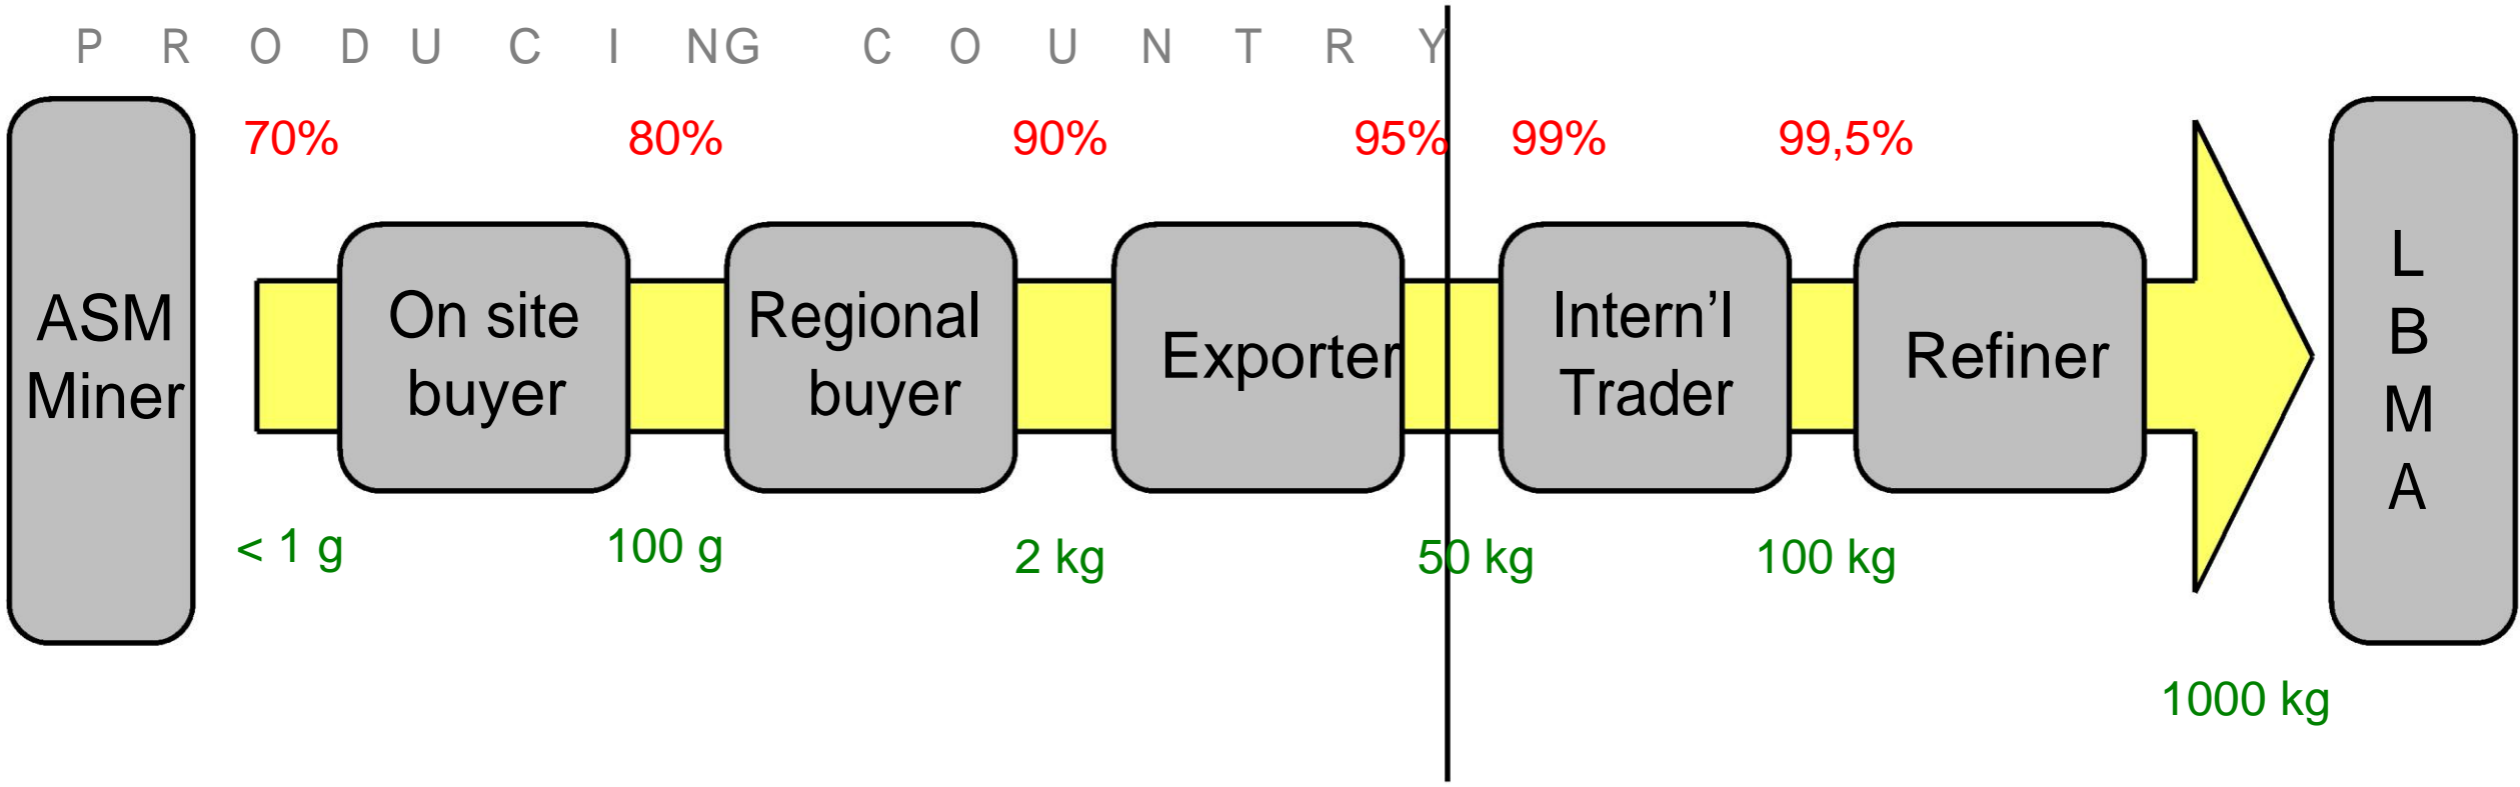 PRODUCING COUNTRY
70% 80% 90% 95% 99% 99,5%
ASM
Miner
On site
buyer
Regional
buyer
Exporter
Intern'l
Trader
Refiner
L
B
M
A
< 1 g 100 g 2 kg 50 kg 100 kg
1000 kg